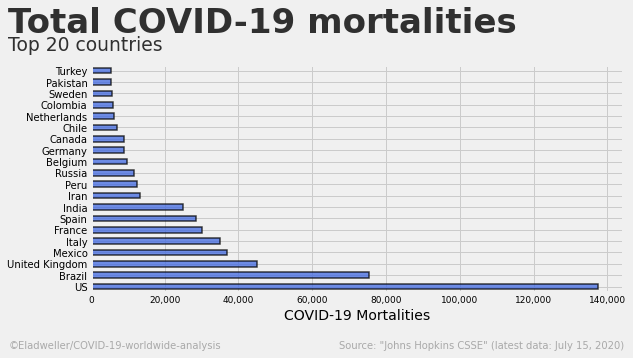 Total COVID-19 mortalities
Top 20 countries
Turkey
Pakistan
Sweden
Colombia
Netherlands
Chile
Canada
Germany
Belgium
Russia
Peru
Iran
India
Spain
France
Italy
Mexico
United Kingdom
Brazil
US
0 20,000 40,000 60,000 80,000 100,000 120,000 140,000
COVID-19 Mortalities
©Eladweller/COVID-19-worldwide-analysis Source: "Johns Hopkins CSSE" (latest data: July 15, 2020)